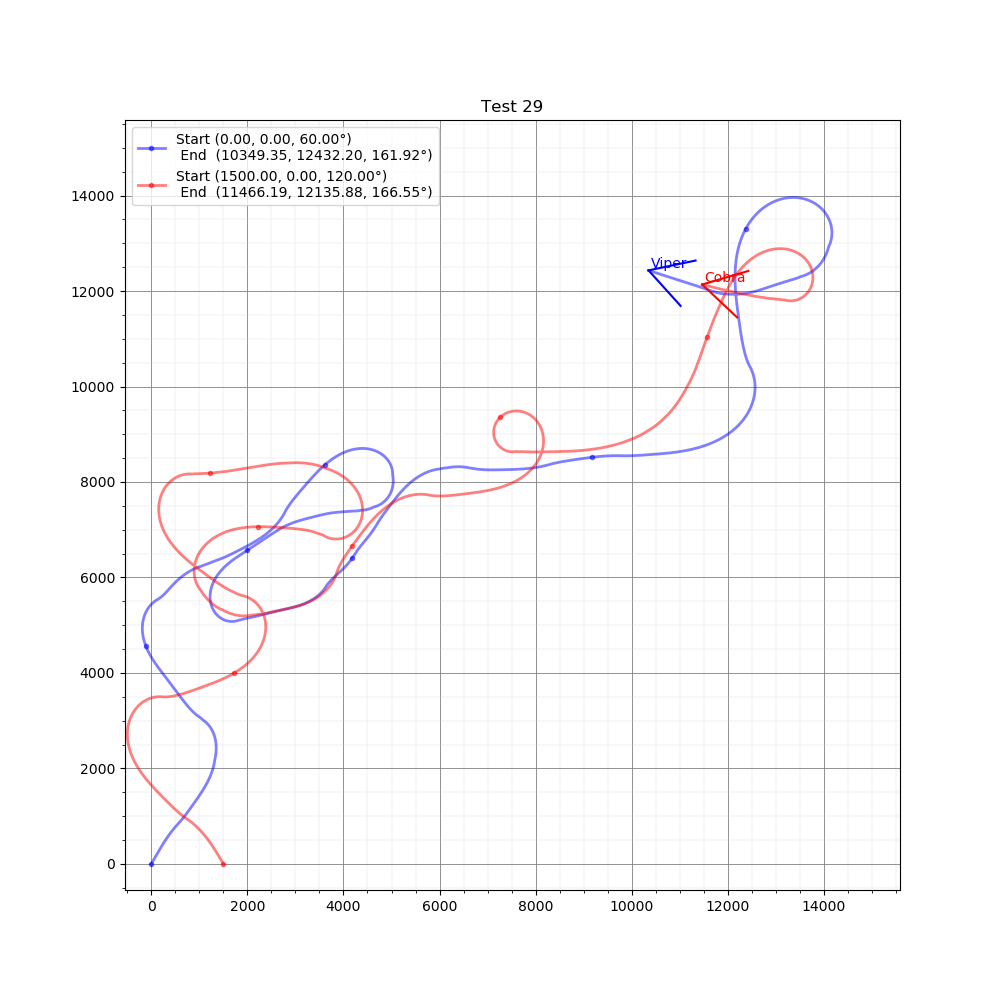 Test 29
Start (0.00, 0.00, 60.00°)
End  (10349.35, 12432.20, 161.92°)
Start (1500.00, 0.00, 120.00°)
End  (11466.19, 12135.88, 166.55°)
Viper
Cobra
14000
12000
10000
8000
6000
4000
2000
0
0 2000 4000 6000 8000 10000 12000 14000